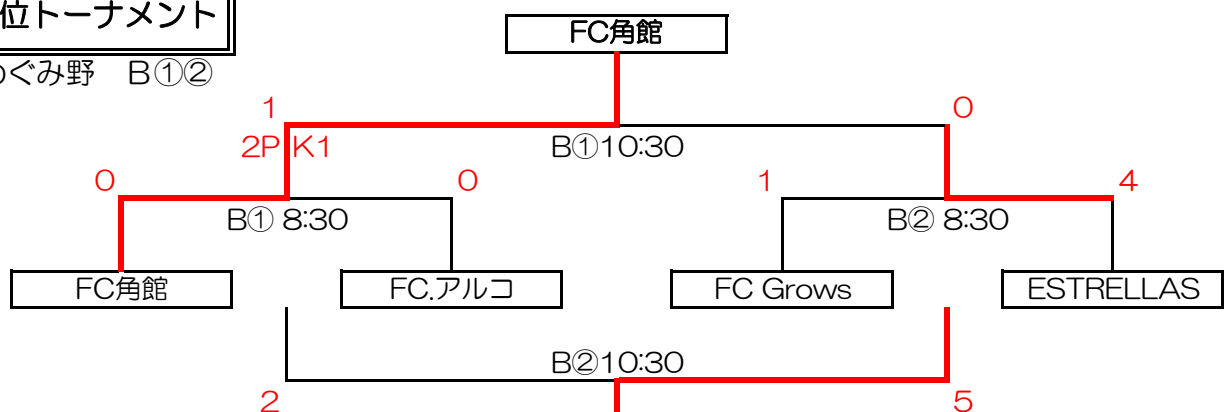 位トーナメント
FC角館
ぐみ野 B①②
1
0
2P K1
B①10:30
0
0
1
4
B① 8:30
B② 8:30
FC角館
FC.アルコ
FC Grows
ESTRELLAS
B②10:30
2
5